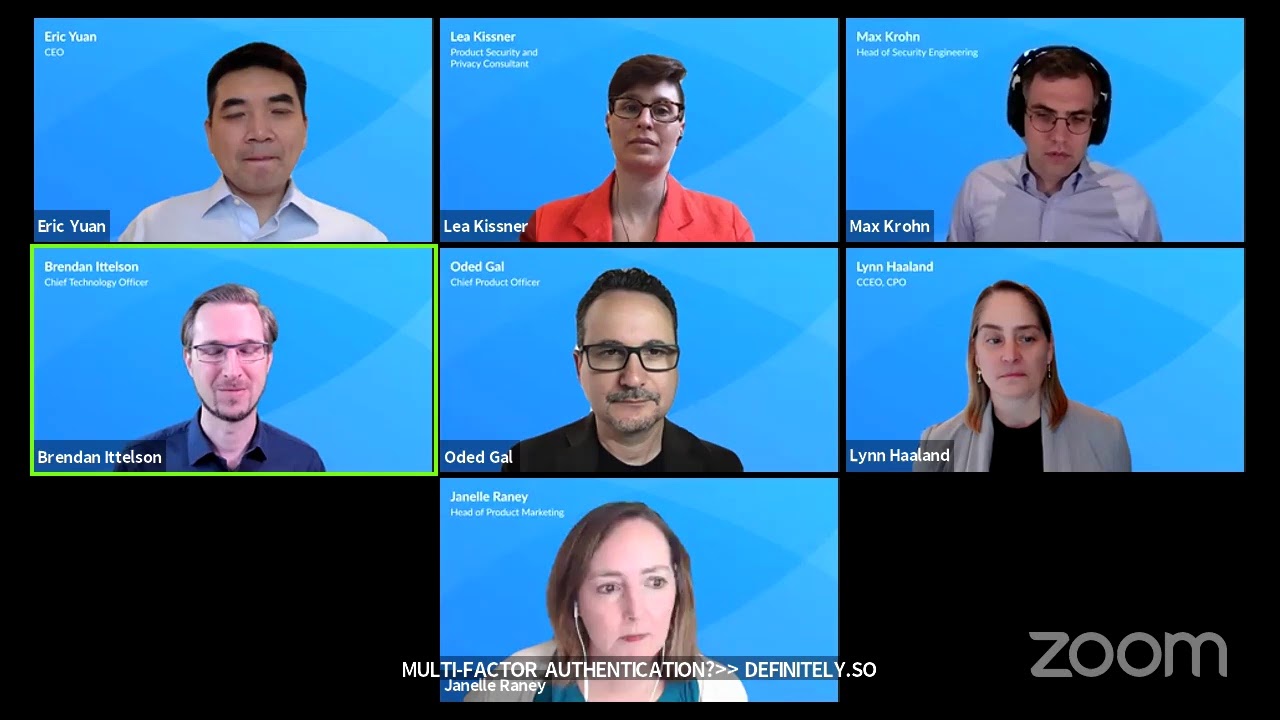 Eric Yuan
CEO
Eric Yuan
Lea Kissner
Product Security and
Privacy Consultant
Lea Kissner
Max Krohn
Head of Security Engineering
Max Krohn
Brendan Ittelson
Chief Technology Officer
Brendan Ittelson
Oded Gal
Chief Product Officer
Oded Gal
Lynn Haaland
CCEO, CPO
Lynn Haaland
Janelle Raney
Head of Product Marketing
MULTI-FACTOR AUTHENTICATION?>> DEFINITELY.SO
Janelle Raney
zoom